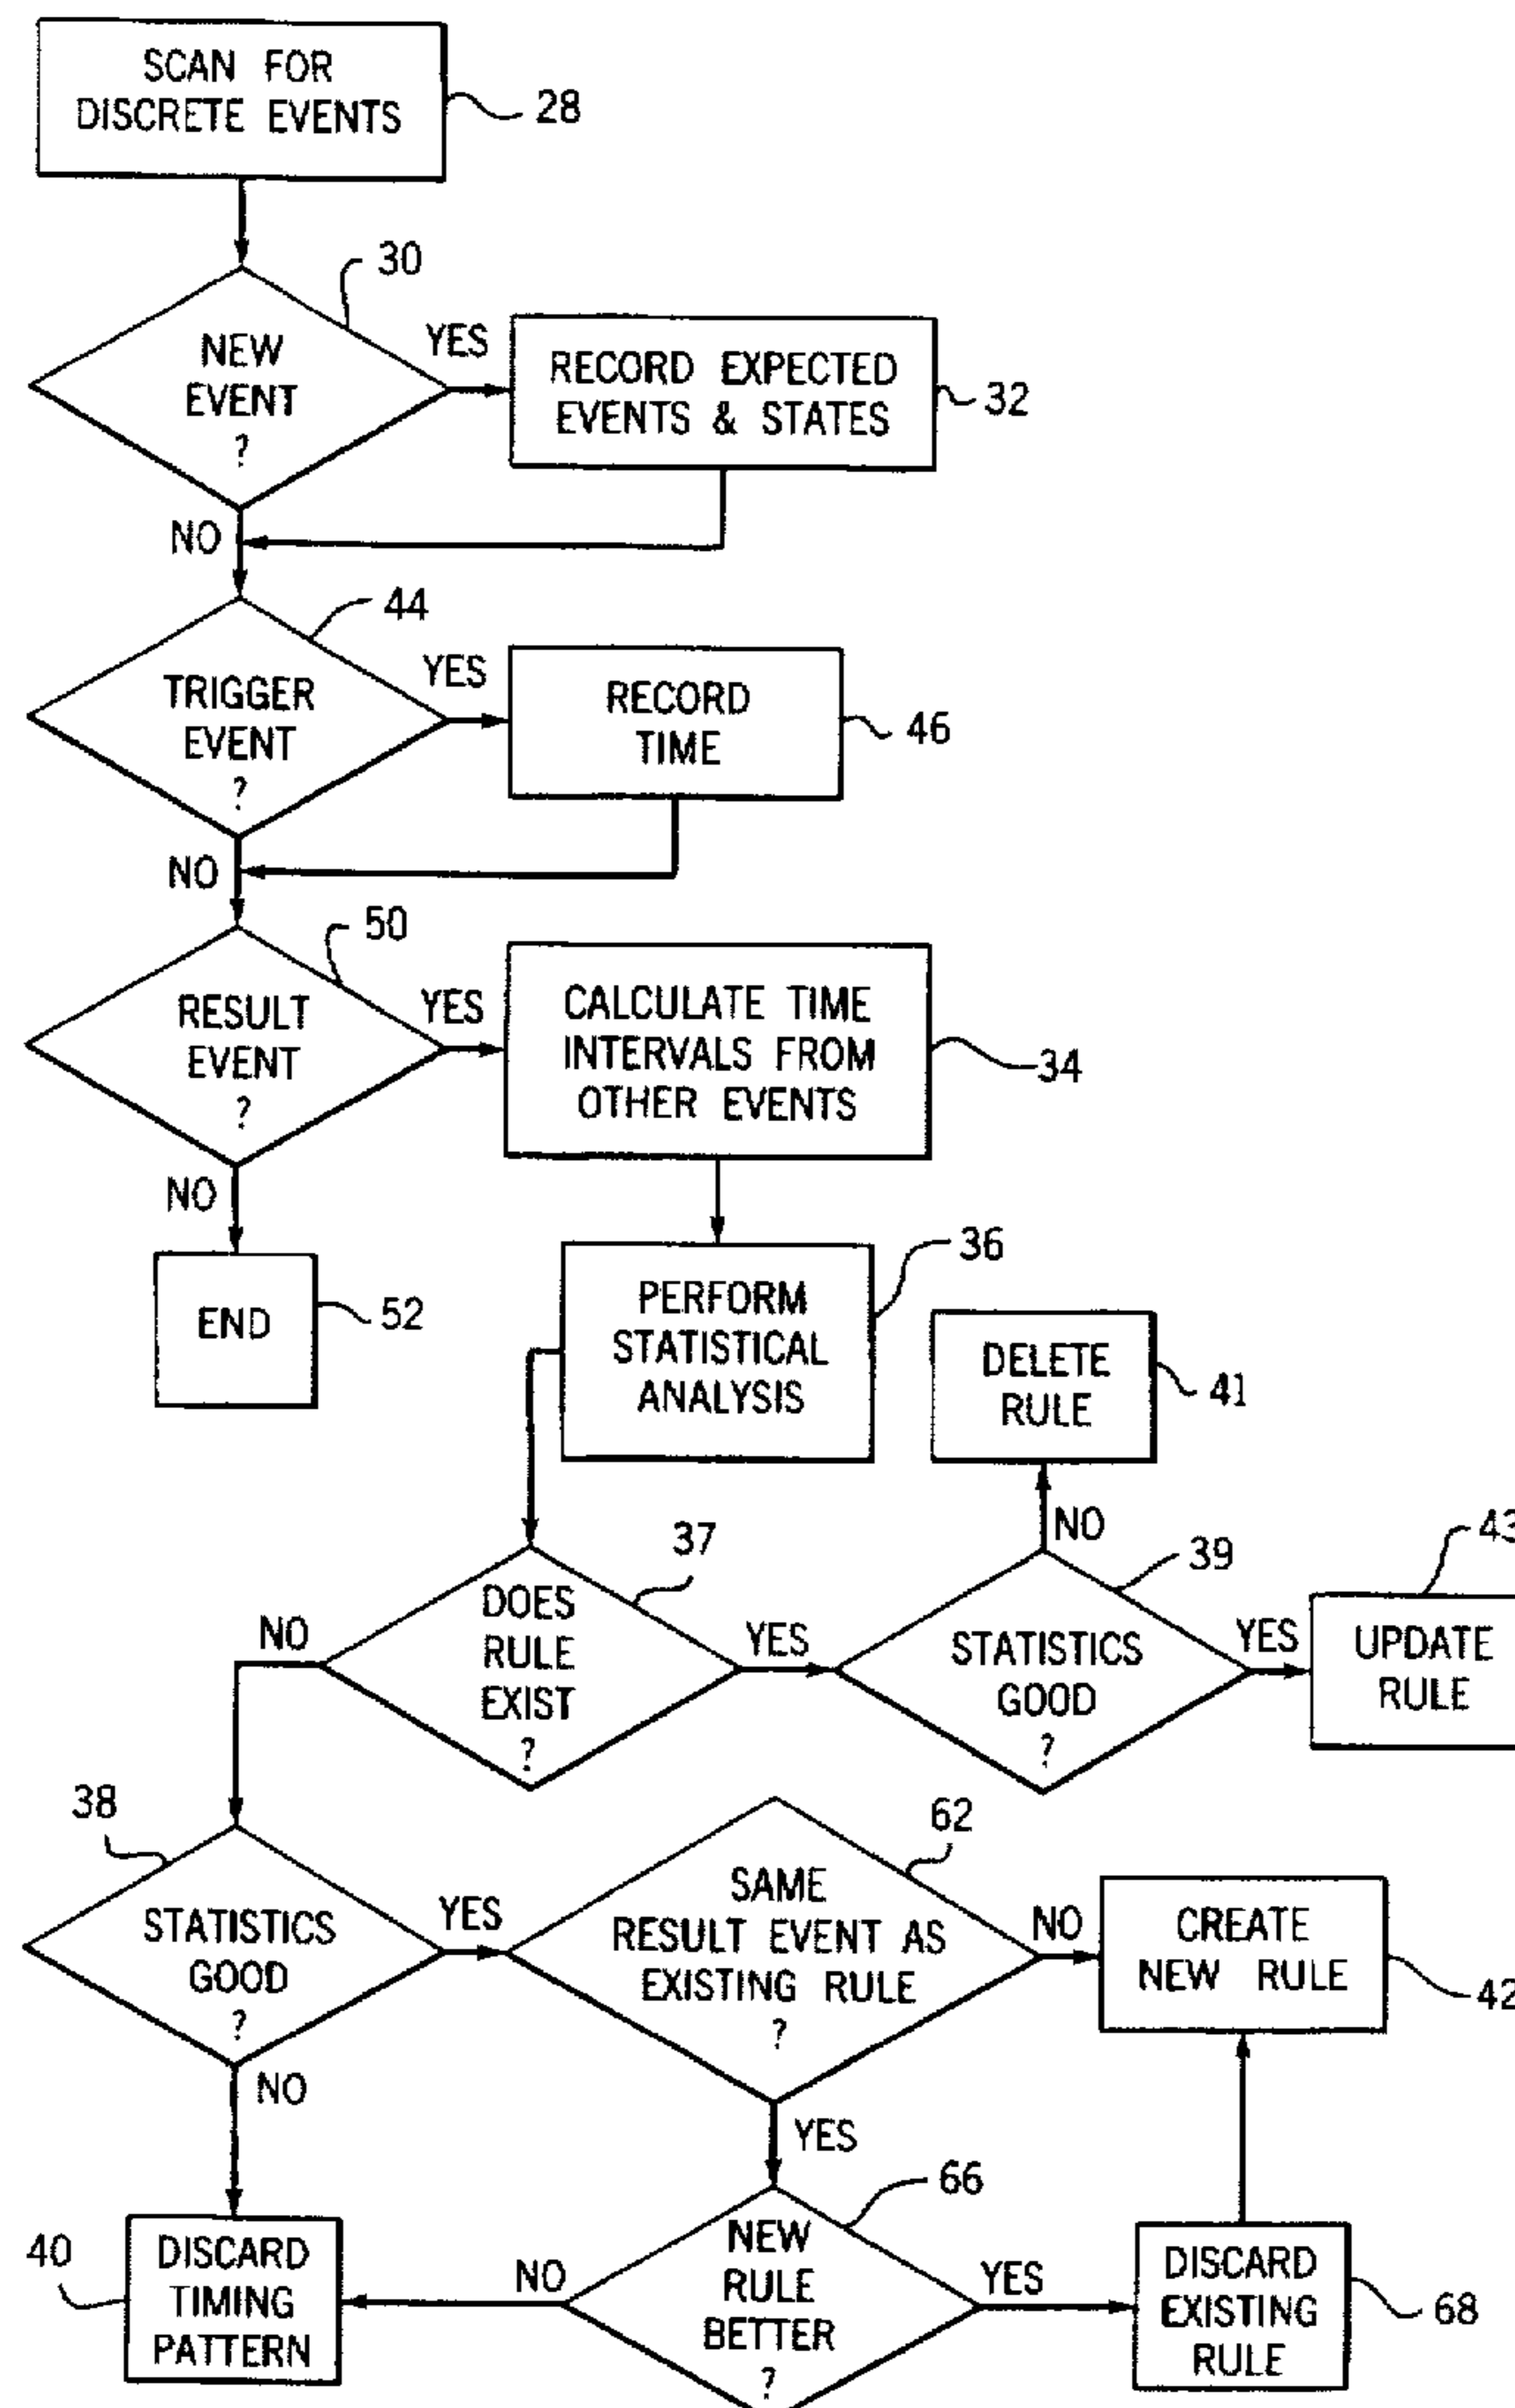 SCAN FOR
DISCRETE EVENTS
28
30
NEW
EVENT
?
YES
RECORD EXPECTED
EVENTS & STATES
32
NO
44
TRIGGER
EVENT
?
YES
RECORD
TIME
46
NO
50
RESULT
EVENT
?
YES
CALCULATE TIME
INTERVALS FROM
OTHER EVENTS
34
NO
END
52
PERFORM
STATISTICAL
ANALYSIS
36
DELETE
RULE
41
NO
37
DOES
RULE
EXIST
?
NO
YES
39
STATISTICS
GOOD
?
YES
43
UPDATE
RULE
38
STATISTICS
GOOD
?
YES
62
SAME
RESULT EVENT AS
EXISTING RULE
?
NO
CREATE
NEW RULE
42
NO
YES
66
40
DISCARD
TIMING
PATTERN
NO
NEW
RULE
BETTER
?
YES
DISCARD
EXISTING
RULE
68